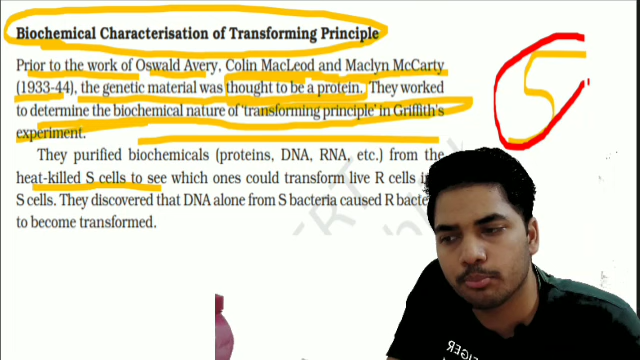 Biochemical Characterisation of Transforming Principle
Prior to the work of Oswald Avery, Colin MacLeod and Maclyn McCarty
(1933-44), the genetic material was thought to be a protein. They worked
to determine the biochemical nature of 'transforming principle' in Griffith's
experiment.
They purified biochemicals (proteins, DNA, RNA, etc.) from the
heat-killed S cells to see which ones could transform live R cells
S cells. They discovered that DNA alone from S bacteria caused R
to become transformed.
5